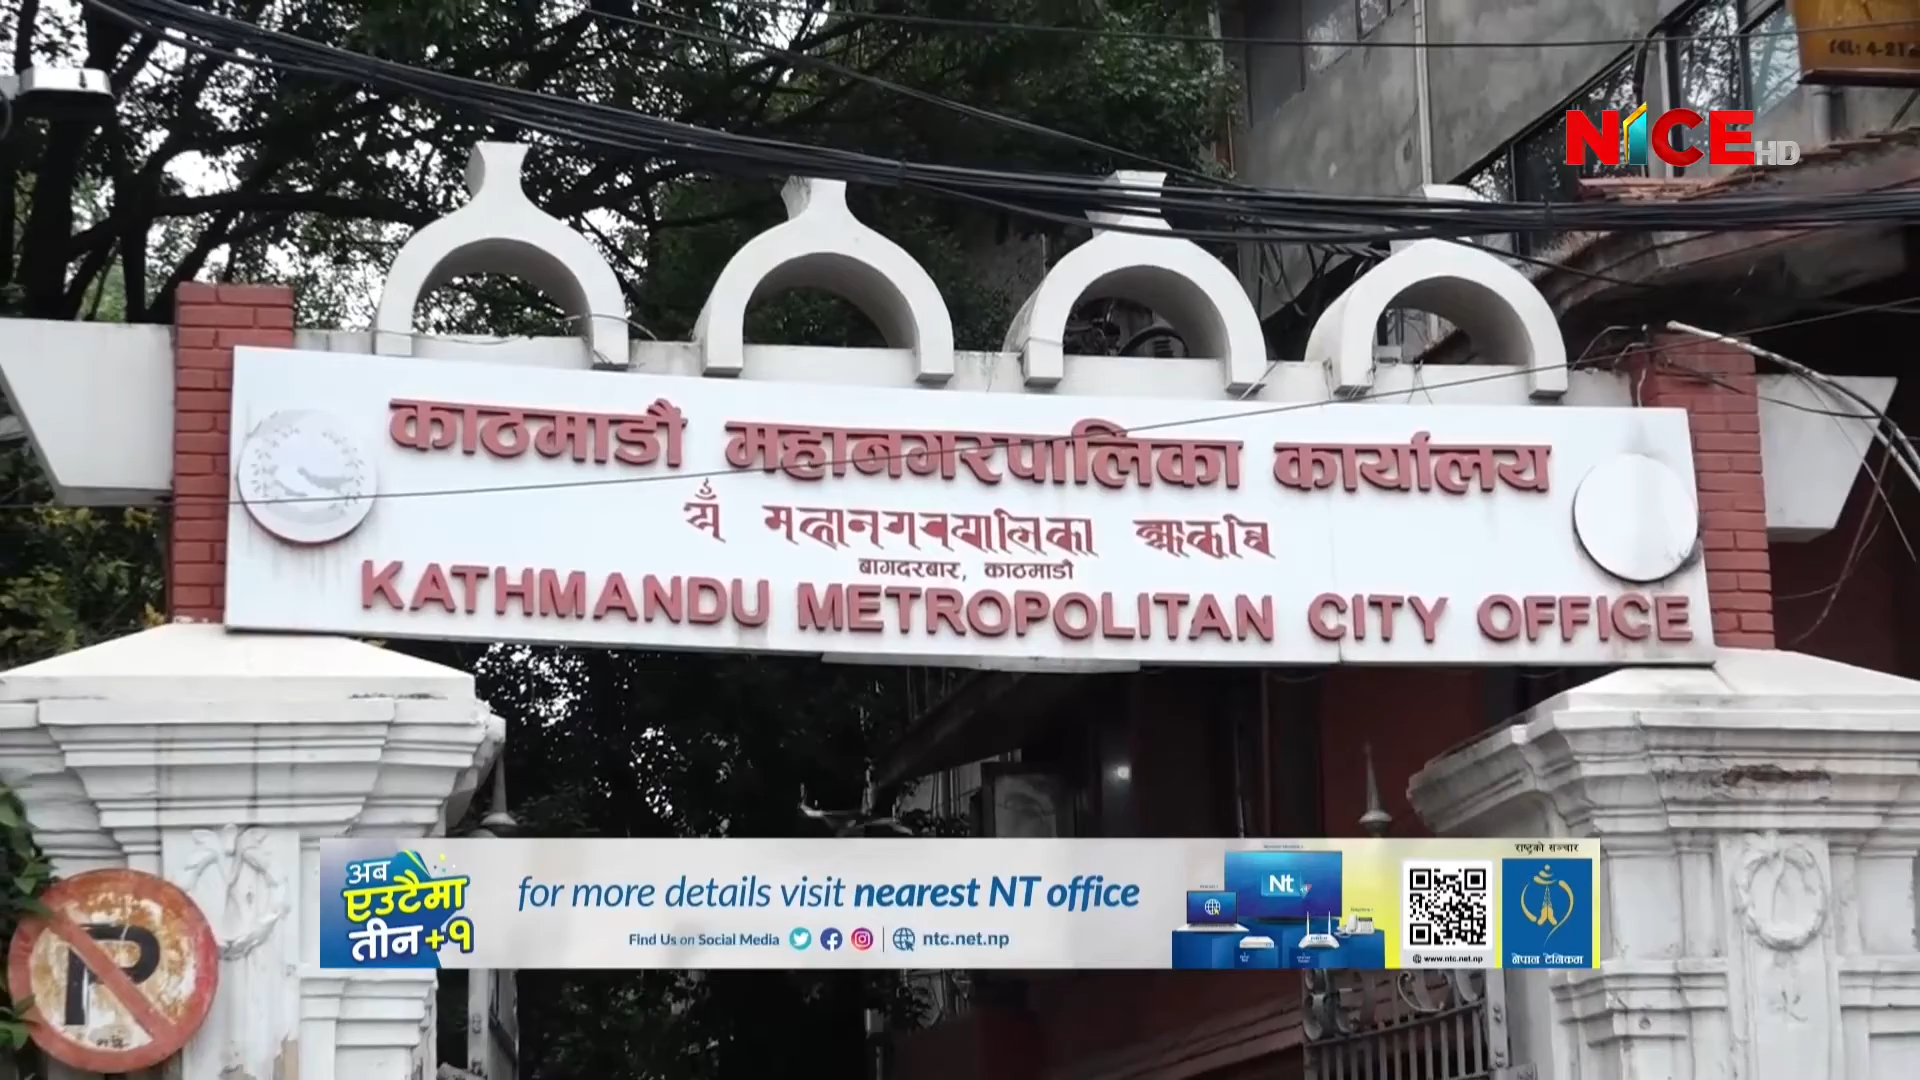 NICE HD
काठमाडौं महानगरपालिका कार्यालय
बागदरबार, काठमाडौं
KATHMANDU METROPOLITAN CITY OFFICE
P
अब
एउटैमा
तीन+१
for more details visit nearest NT office
Find Us on Social Media
ntc.net.np
Nt
www.ntc.net.np
राष्ट्रको सञ्चार
नेपाल टेलिकम